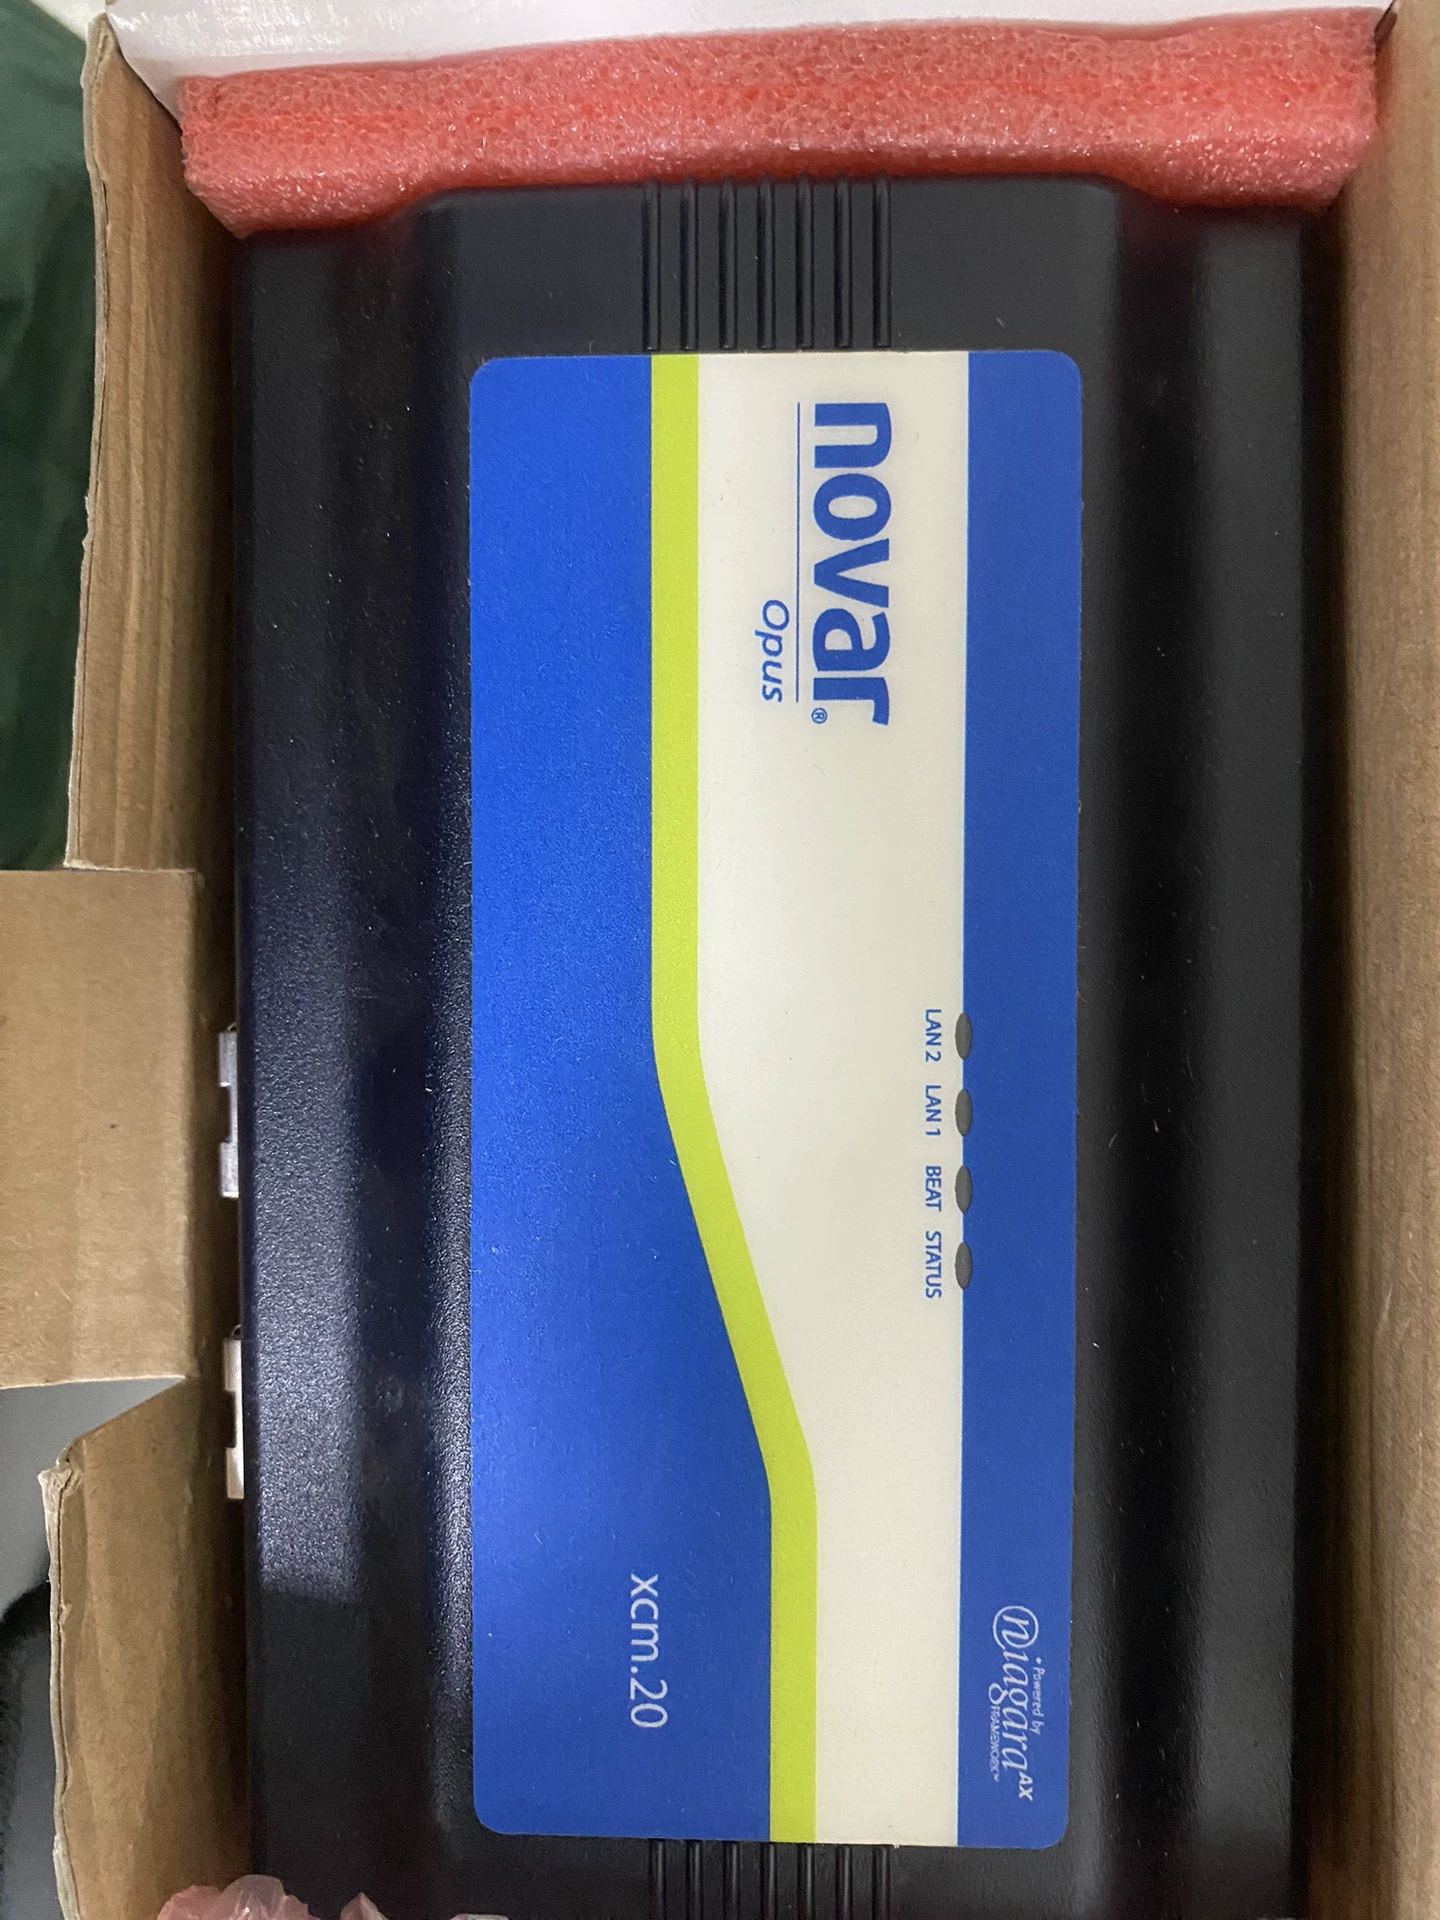 • Powered by
niagara AX
FRAMEWORK™
LAN 2 LAN 1 BEAT STATUS
novar®
Opus
xcm.20